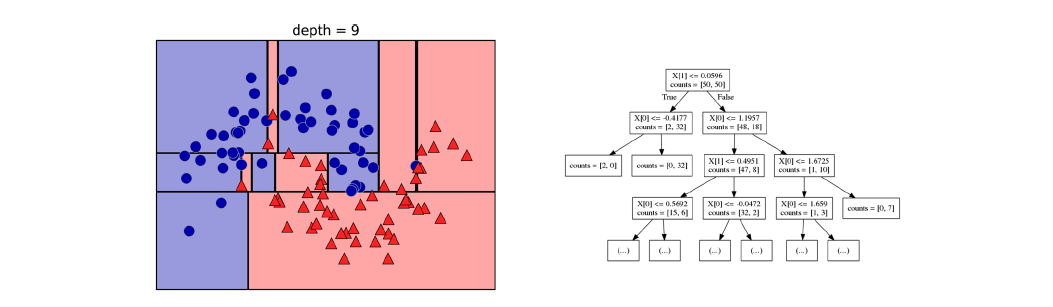 depth = 9
X[1] <= 0.0596
counts = [50, 50]
True
False
X[0] <= -0.4177
counts = [2, 32]
X[0] <= 1.1957
counts = [48, 18]
counts = [2, 0]
counts = [0, 32]
X[1] <= 0.4951
counts = [47, 8]
X[0] <= 1.6725
counts = [1, 10]
X[0] <= 0.5692
counts = [15, 6]
X[0] <= -0.0472
counts = [32, 2]
X[0] <= 1.659
counts = [1, 3]
counts = [0, 7]
(...)
(...)
(...)
(...)
(...)
(...)